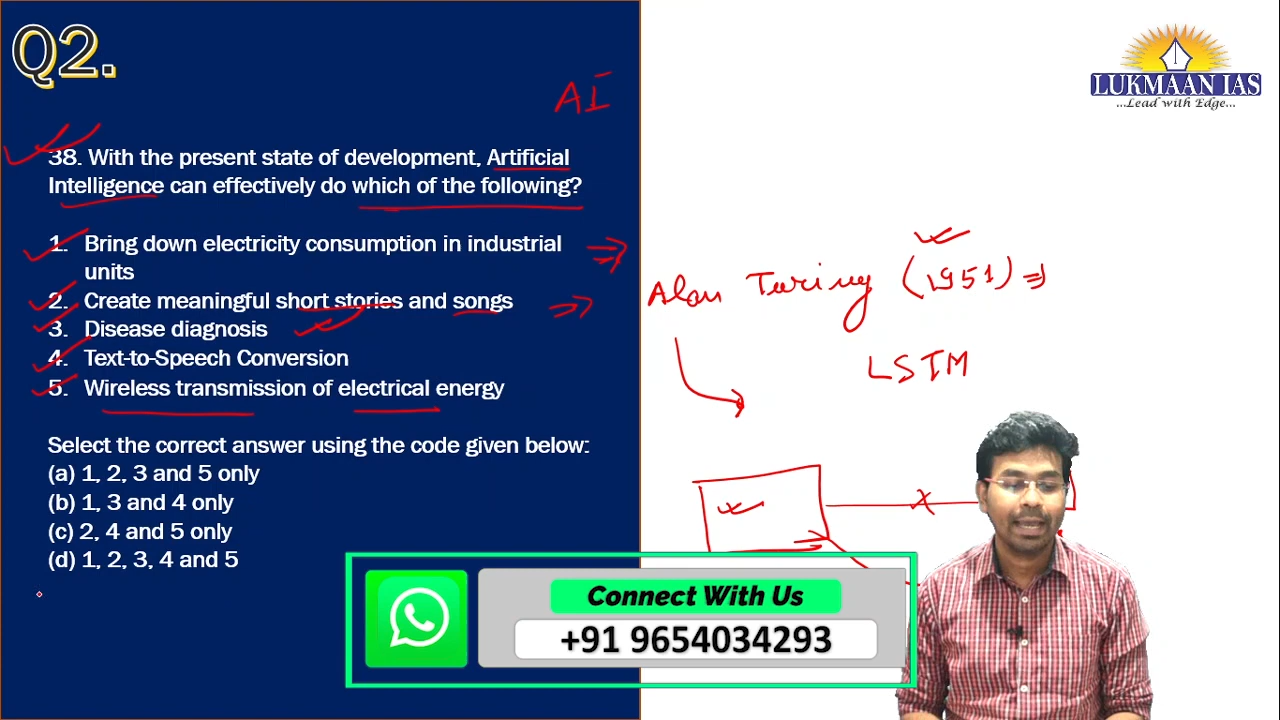 Q2.
AI
LUKMAAN IAS
...Lead with Edge...
38. With the present state of development, Artificial
Intelligence can effectively do which of the following?
1. Bring down electricity consumption in industrial
units
2. Create meaningful short stories and songs
3. Disease diagnosis
4. Text-to-Speech Conversion
5. Wireless transmission of electrical energy
Select the correct answer using the code given below:
(a) 1, 2, 3 and 5 only
(b) 1, 3 and 4 only
(c) 2, 4 and 5 only
(d) 1, 2, 3, 4 and 5
Alan Turing (1951)
LSTM
Connect With Us
+91 9654034293